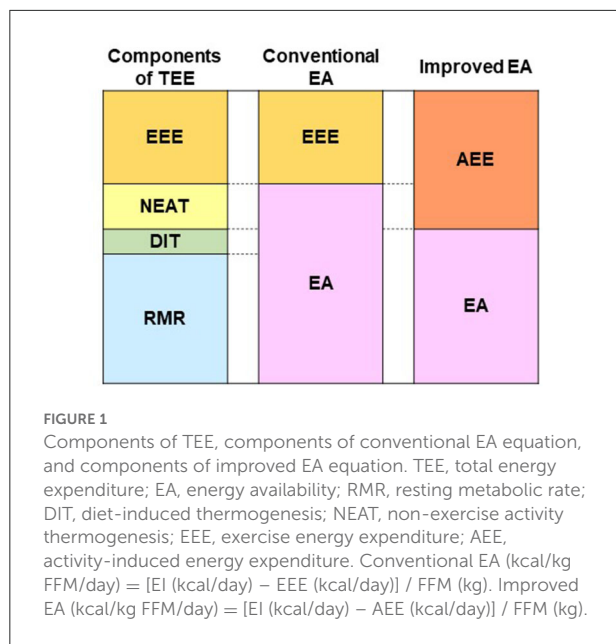 Components
of TEE
Conventional
EA
Improved EA
EEE
EEE
AEE
NEAT
DIT
EA
EA
RMR
FIGURE 1
Components of TEE, components of conventional EA equation,
and components of improved EA equation. TEE, total energy
expenditure; EA, energy availability; RMR, resting metabolic rate;
DIT, diet-induced thermogenesis; NEAT, non-exercise activity
thermogenesis; EEE, exercise energy expenditure; AEE,
activity-induced energy expenditure. Conventional EA (kcal/kg
FFM/day) = [EI (kcal/day) – EEE (kcal/day)] / FFM (kg). Improved
EA (kcal/kg FFM/day) = [EI (kcal/day) – AEE (kcal/day)] / FFM (kg).